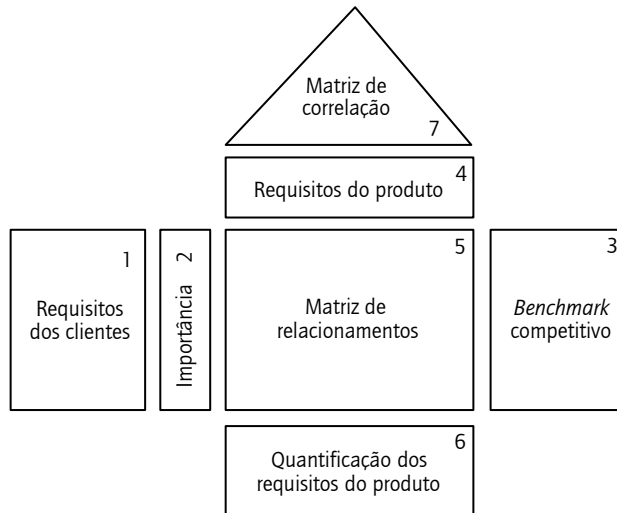 Matriz de
correlação
7
4
Requisitos do produto
1
Requisitos
dos clientes
Importância 2
5
Matriz de
relacionamentos
3
Benchmark
competitivo
6
Quantificação dos
requisitos do produto